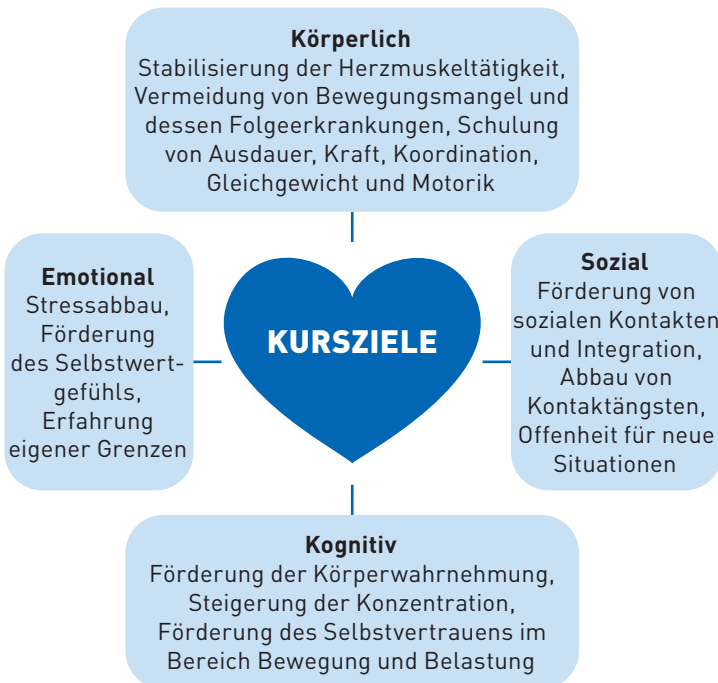 Körperlich
Stabilisierung der Herzmuskeltätigkeit,
Vermeidung von Bewegungsmangel und
dessen Folgeerkrankungen, Schulung
von Ausdauer, Kraft, Koordination,
Gleichgewicht und Motorik
Emotional
Stressabbau,
Förderung
des Selbstwert-
gefühls,
Erfahrung
eigener Grenzen
KURSZIELE
Sozial
Förderung von
sozialen Kontakten
und Integration,
Abbau von
Kontaktängsten,
Offenheit für neue
Situationen
Kognitiv
Förderung der Körperwahrnehmung,
Steigerung der Konzentration,
Förderung des Selbstvertrauens im
Bereich Bewegung und Belastung